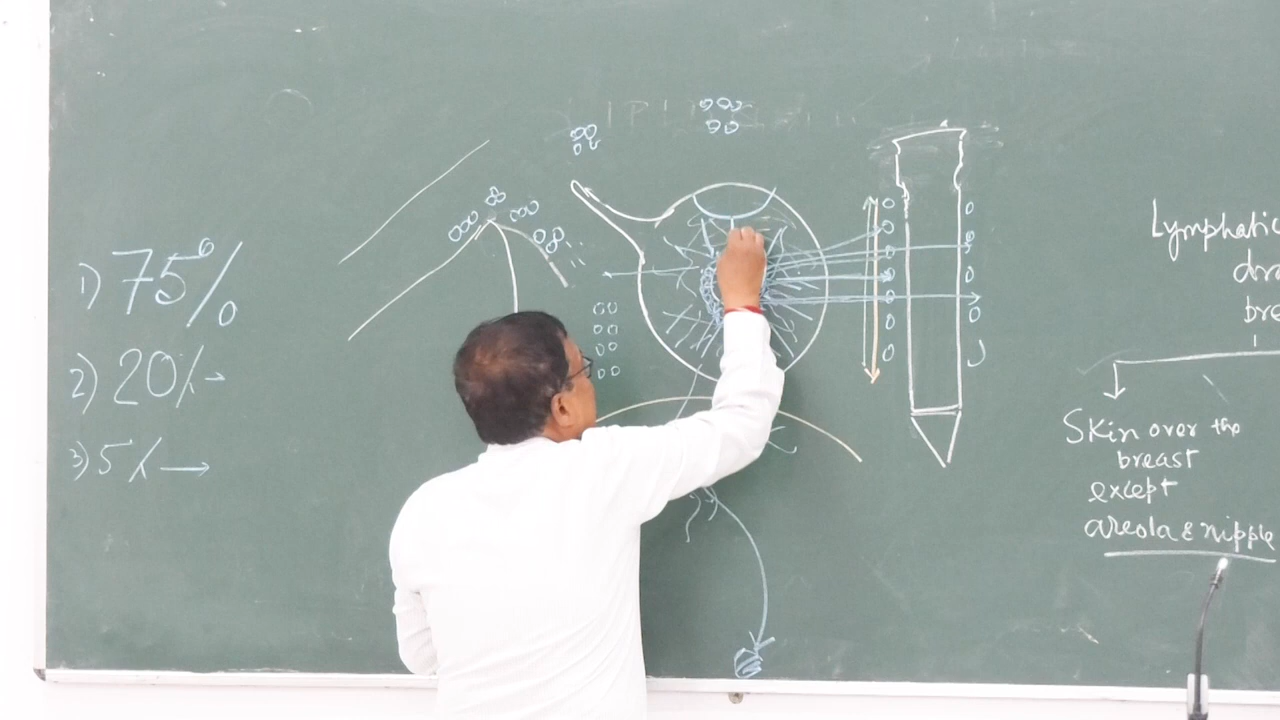 1) 75%
2) 20%→
3) 5%→
Lymphatic
Skin over the
breast
except
areola & nipple